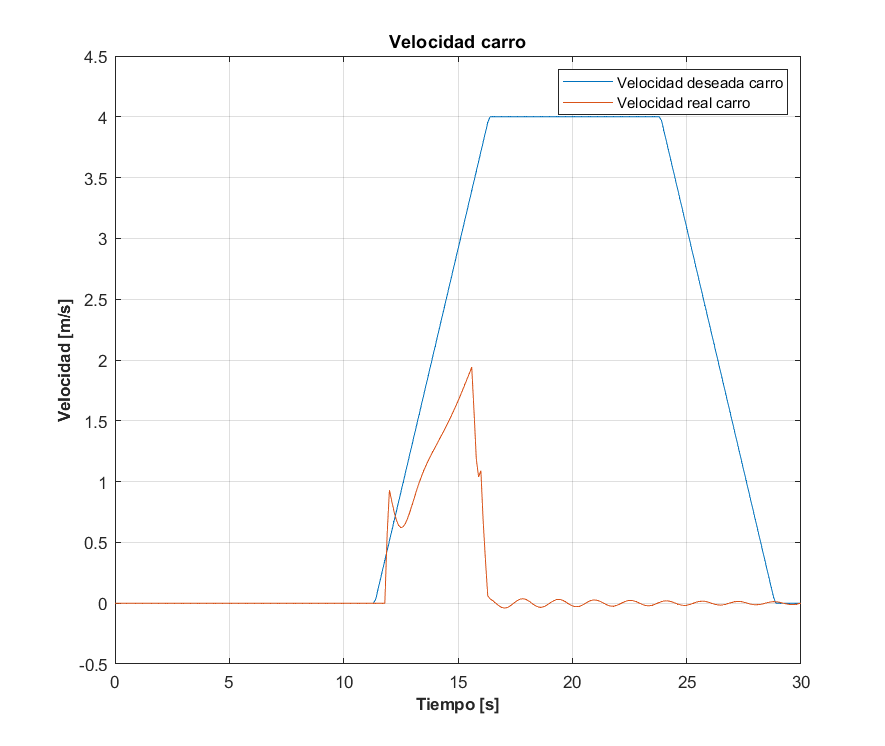 Velocidad carro
Velocidad deseada carro
Velocidad real carro
4.5
4
3.5
3
2.5
2
1.5
1
0.5
0
-0.5
Velocidad [m/s]
0 5 10 15 20 25 30
Tiempo [s]